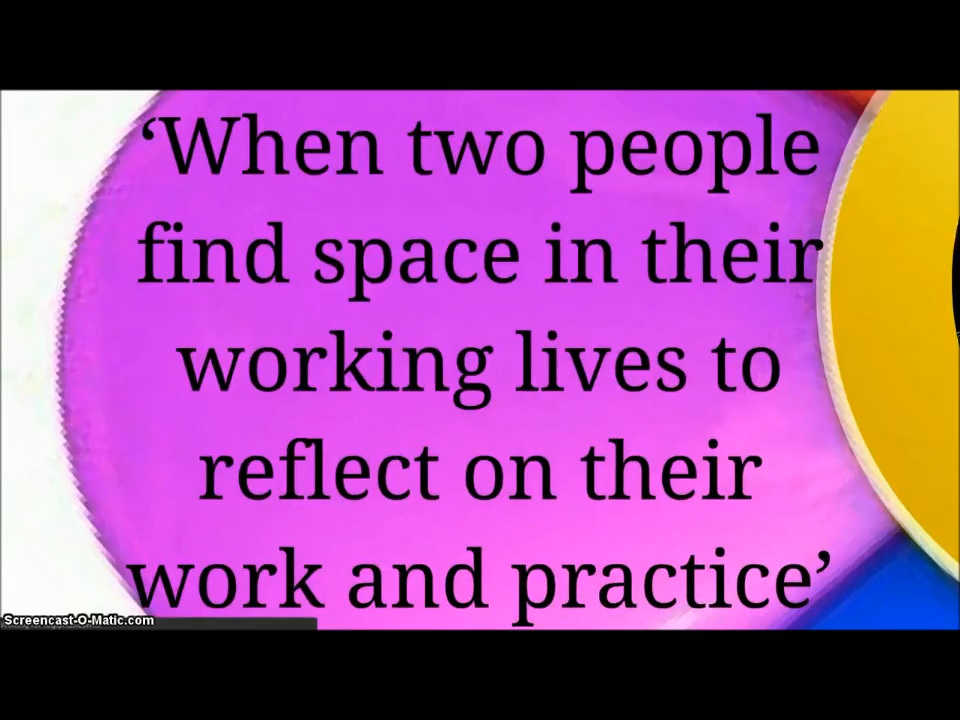 ‘When two people
find space in their
working lives to
reflect on their
work and practice’
Screencast-O-Matic.com